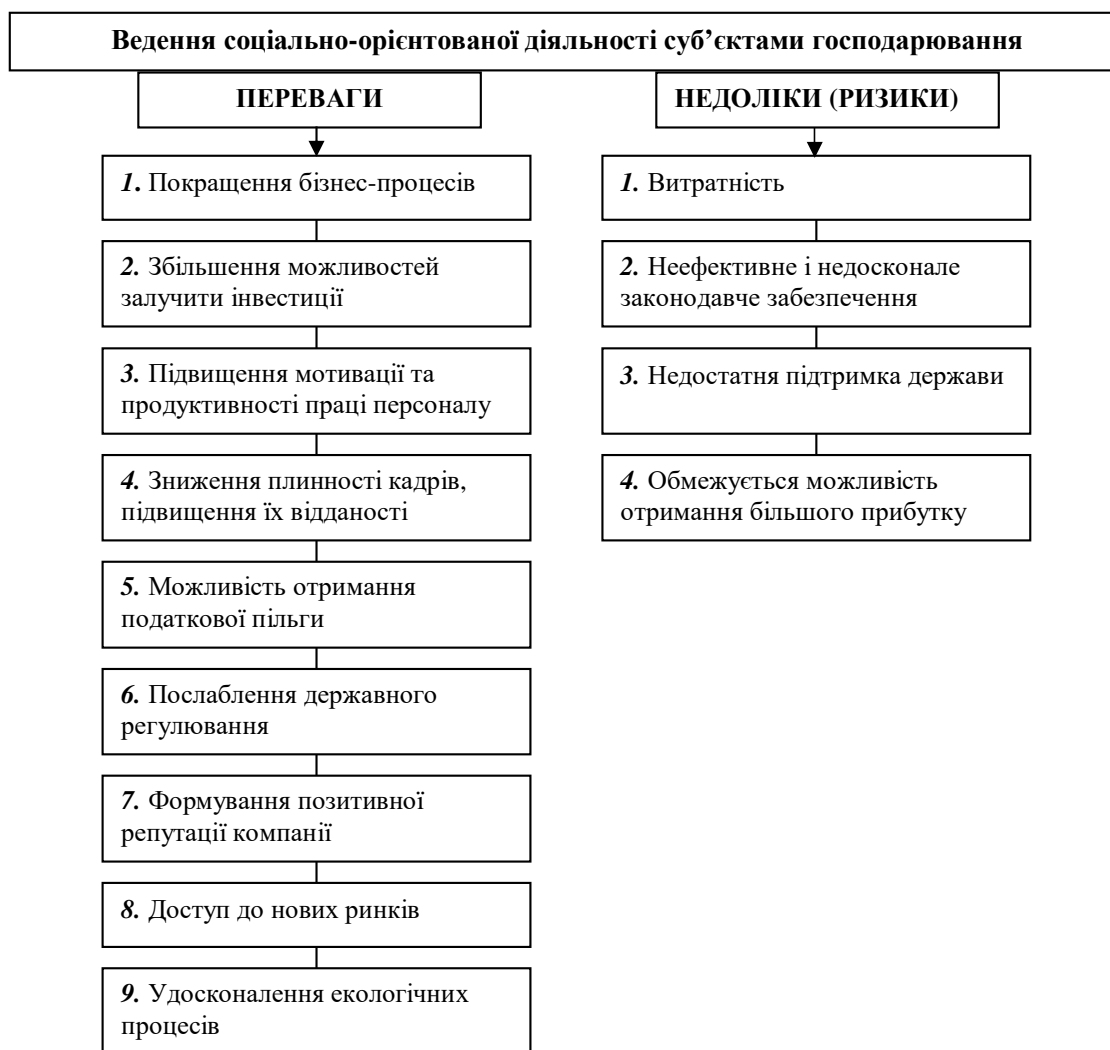 Ведення соціально-орієнтованої діяльності суб’єктами господарювання
ПЕРЕВАГИ
1. Покращення бізнес-процесів
2. Збільшення можливостей
залучити інвестиції
3. Підвищення мотивації та
продуктивності праці персоналу
4. Зниження плинності кадрів,
підвищення їх відданості
5. Можливість отримання
податкової пільги
6. Послаблення державного
регулювання
7. Формування позитивної
репутації компанії
8. Доступ до нових ринків
9. Удосконалення екологічних
процесів
НЕДОЛІКИ (РИЗИКИ)
1. Витратність
2. Неефективне і недосконале
законодавче забезпечення
3. Недостатня підтримка держави
4. Обмежується можливість
отримання більшого прибутку